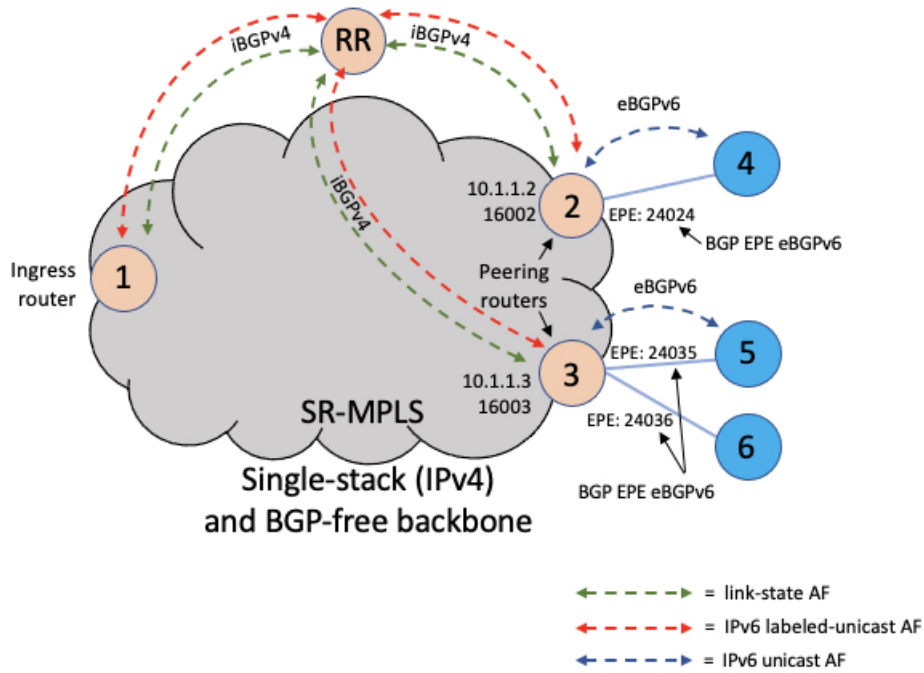 RR
iBGPv4
iBGPv4
iBGPv4
eBGPv6
4
10.1.1.2
16002
2
EPE: 24024
BGP EPE eBGPv6
Ingress
router
1
Peering
routers
eBGPv6
5
EPE: 24035
10.1.1.3
16003
3
EPE: 24036
6
BGP EPE eBGPv6
SR-MPLS
Single-stack (IPv4)
and BGP-free backbone
= link-state AF
= IPv6 labeled-unicast AF
= IPv6 unicast AF